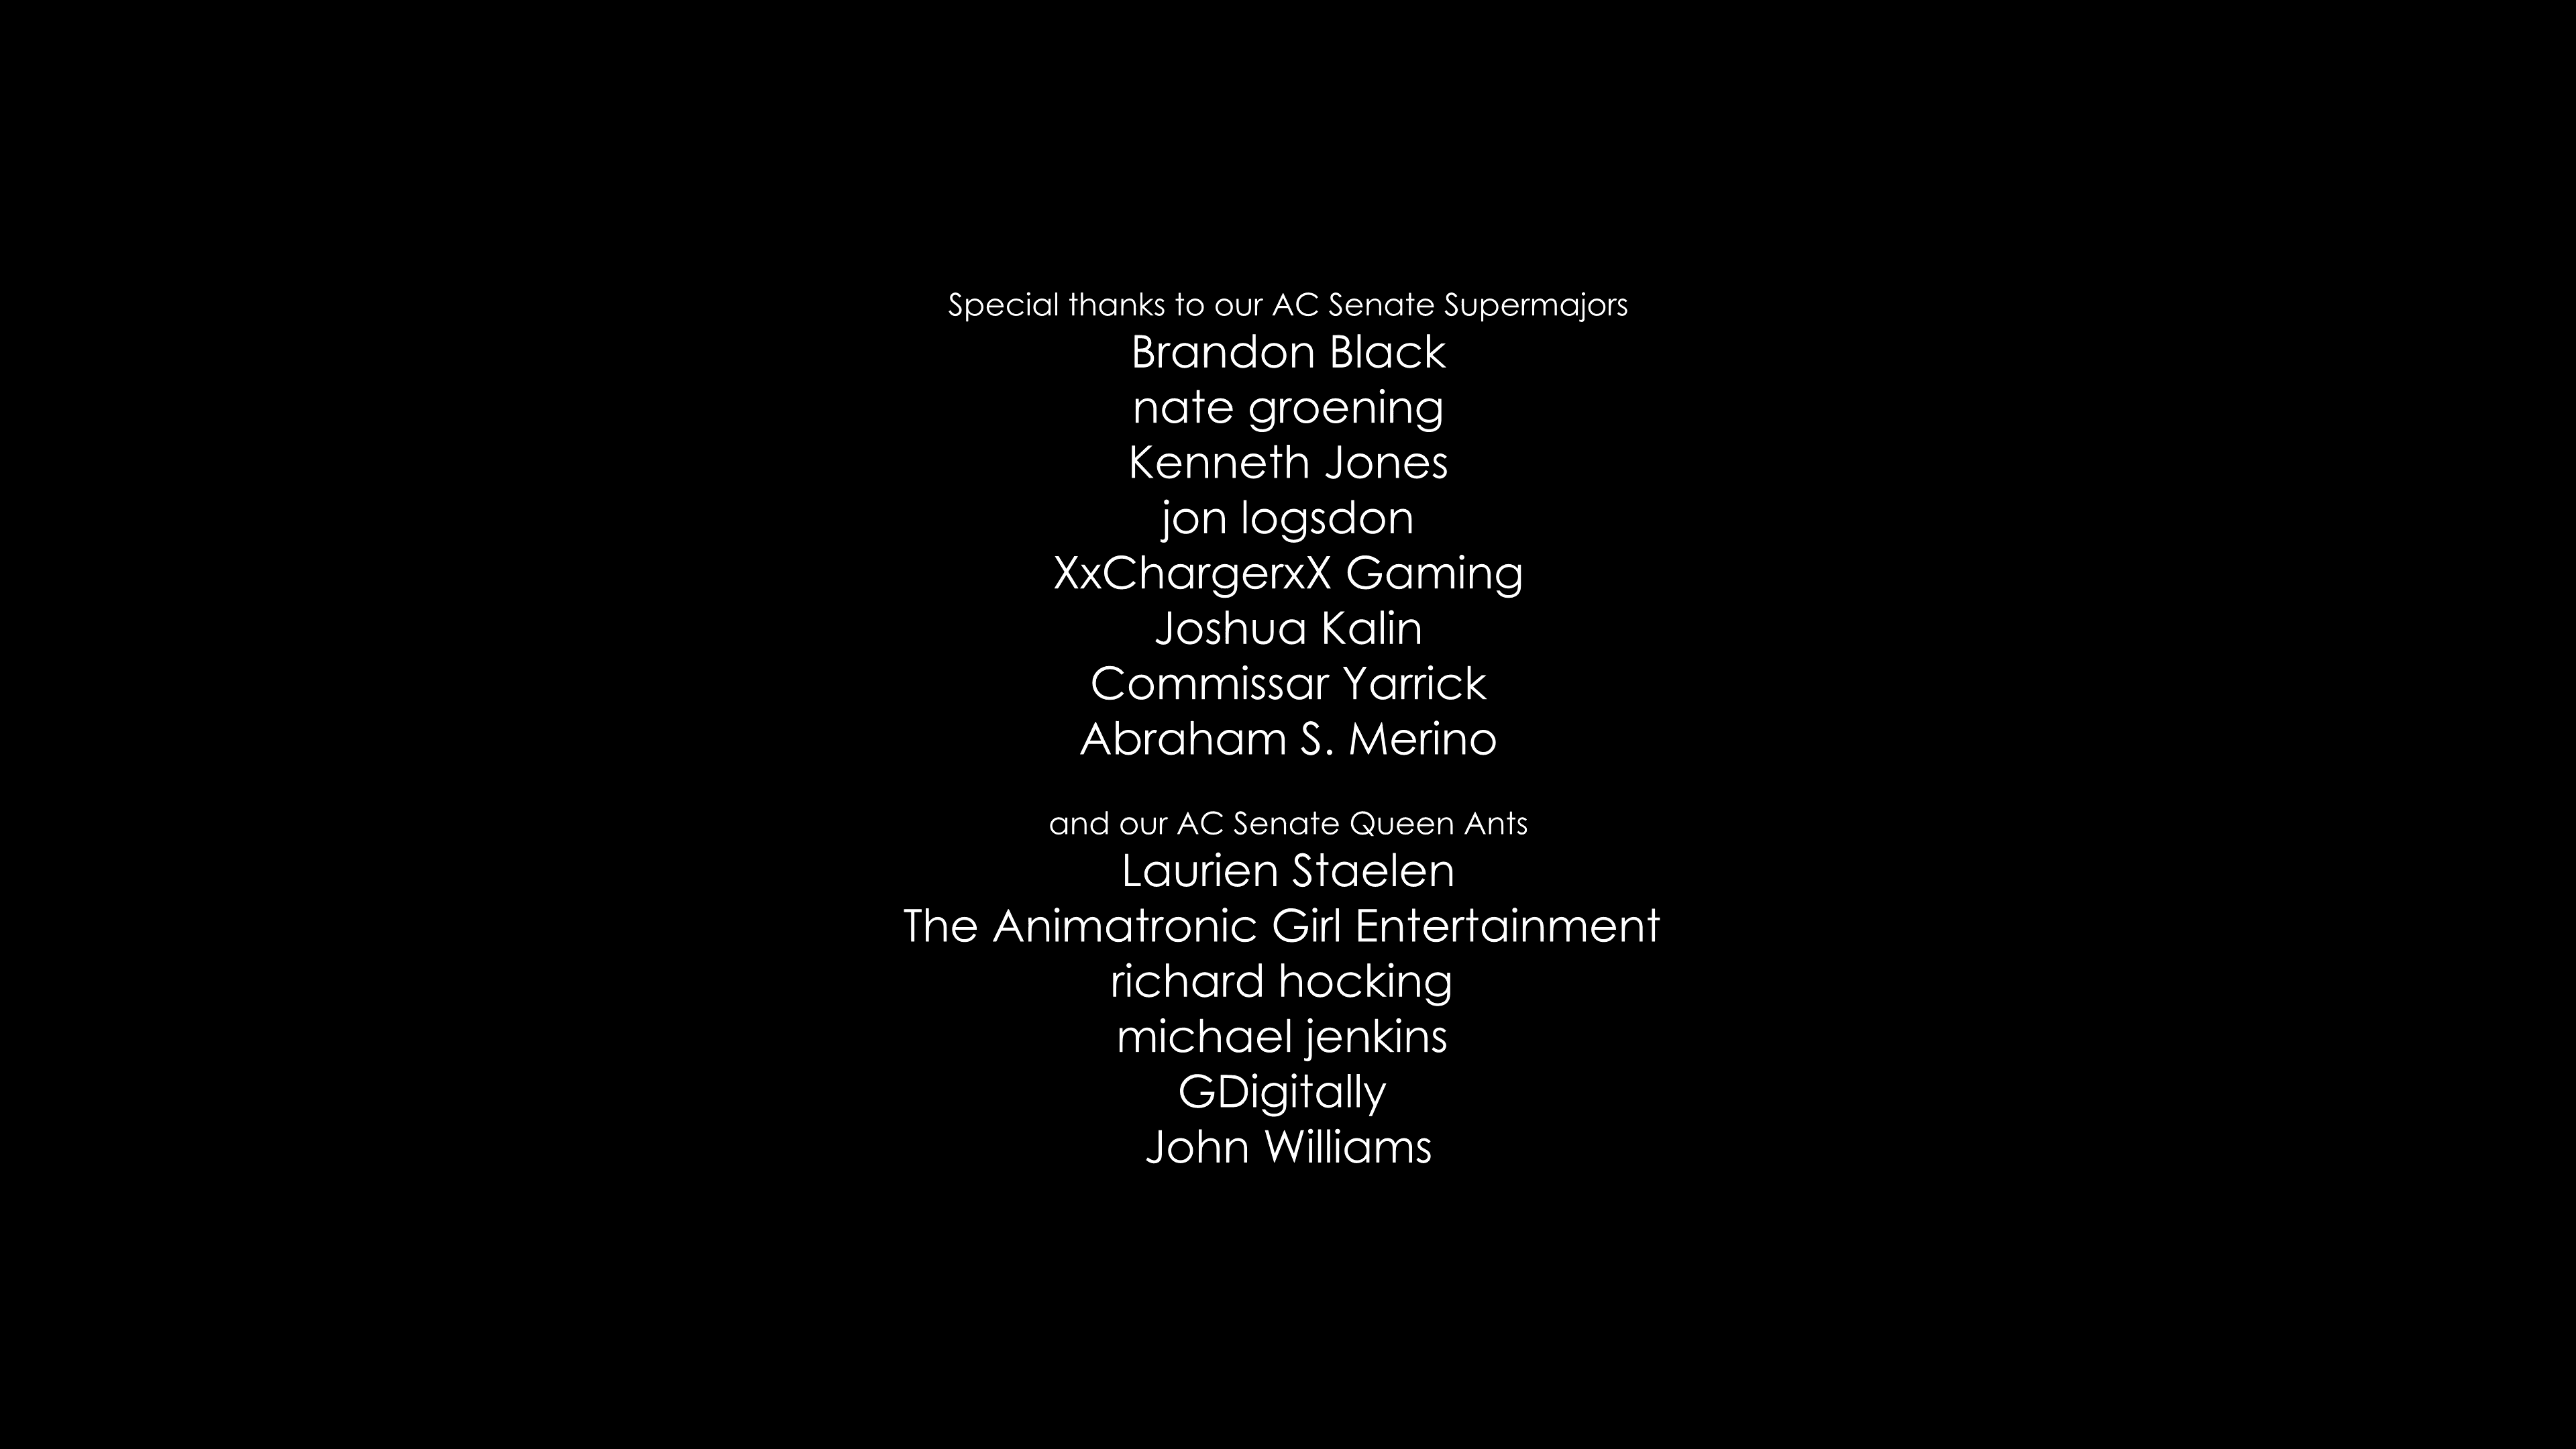 Special thanks to our AC Senate Supermajors
Brandon Black
nate groening
Kenneth Jones
jon logsdon
XxChargerxX Gaming
Joshua Kalin
Commissar Yarrick
Abraham S. Merino
and our AC Senate Queen Ants
Laurien Staelen
The Animatronic Girl Entertainment
richard hocking
michael jenkins
GDigitally
John Williams